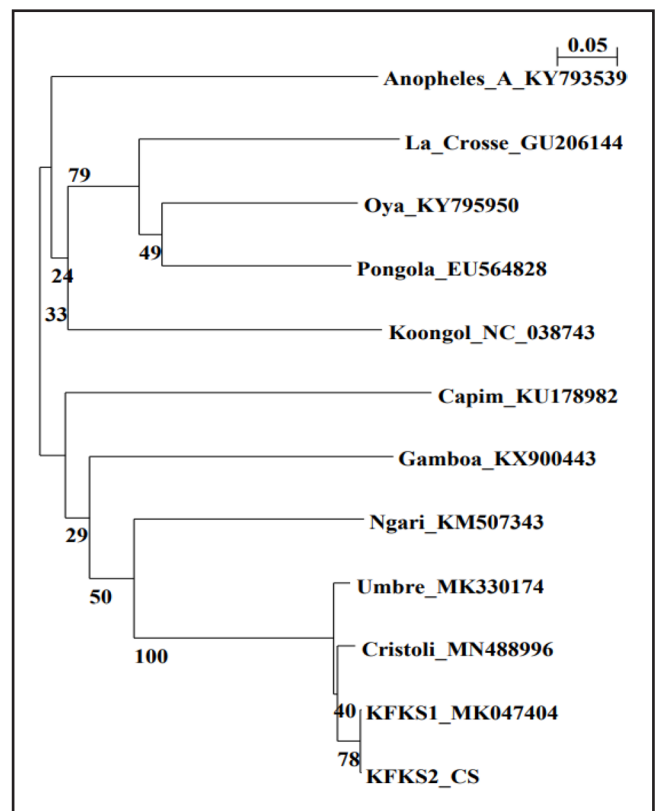 0.05
Anopheles_A_KY793539
La_Crosse_GU206144
79
Oya_KY795950
49
Pongola_EU564828
24
33
Koongol_NC_038743
Capim_KU178982
Gamboa_KX900443
Ngari_KM507343
29
Umbre_MK330174
50
Cristoli_MN488996
100
40
KFKS1_MK047404
78
KFKS2_CS